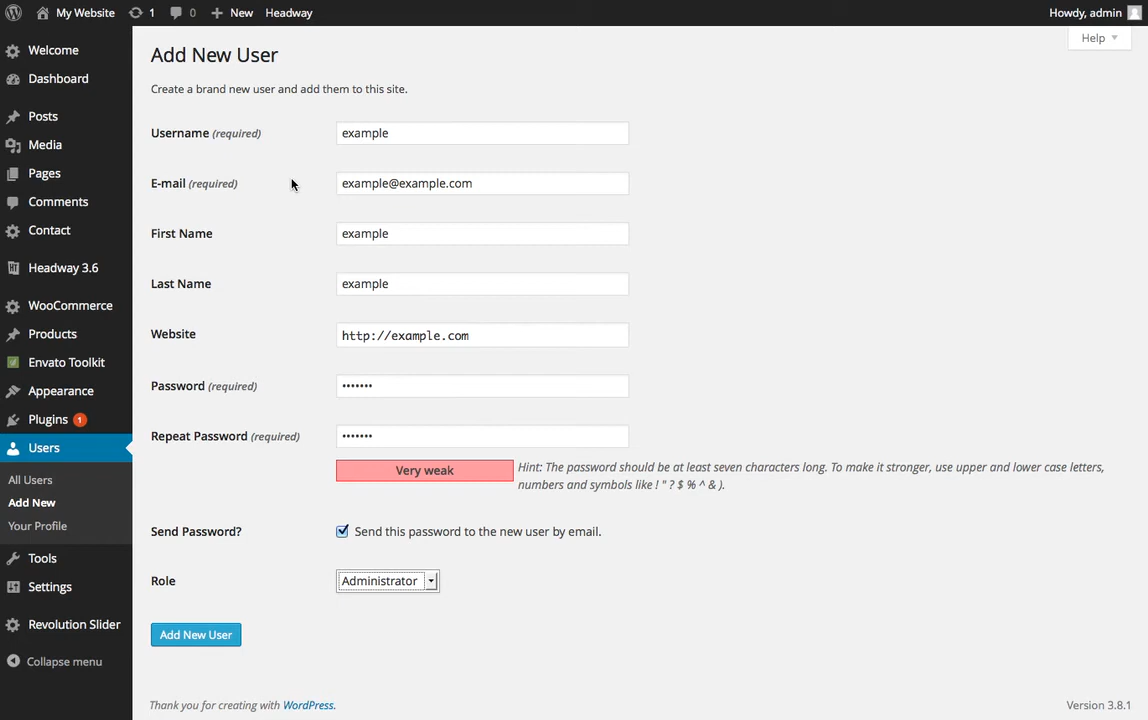 My Website 1 0 New Headway Howdy, admin
Help
Welcome
Dashboard
Posts
Media
Pages
Comments
Contact
Headway 3.6
WooCommerce
Products
Envato Toolkit
Appearance
Plugins 1
Users
All Users
Add New
Your Profile
Tools
Settings
Revolution Slider
Collapse menu
Add New User
Create a brand new user and add them to this site.
Username (required) example
E-mail (required) example@example.com
First Name example
Last Name example
Website http://example.com
Password (required) •••••••
Repeat Password (required) •••••••
Very weak
Hint: The password should be at least seven characters long. To make it stronger, use upper and lower case letters,
numbers and symbols like ! " ? $ % ^ & ).
Send Password? Send this password to the new user by email.
Role Administrator
Add New User
Thank you for creating with WordPress. Version 3.8.1